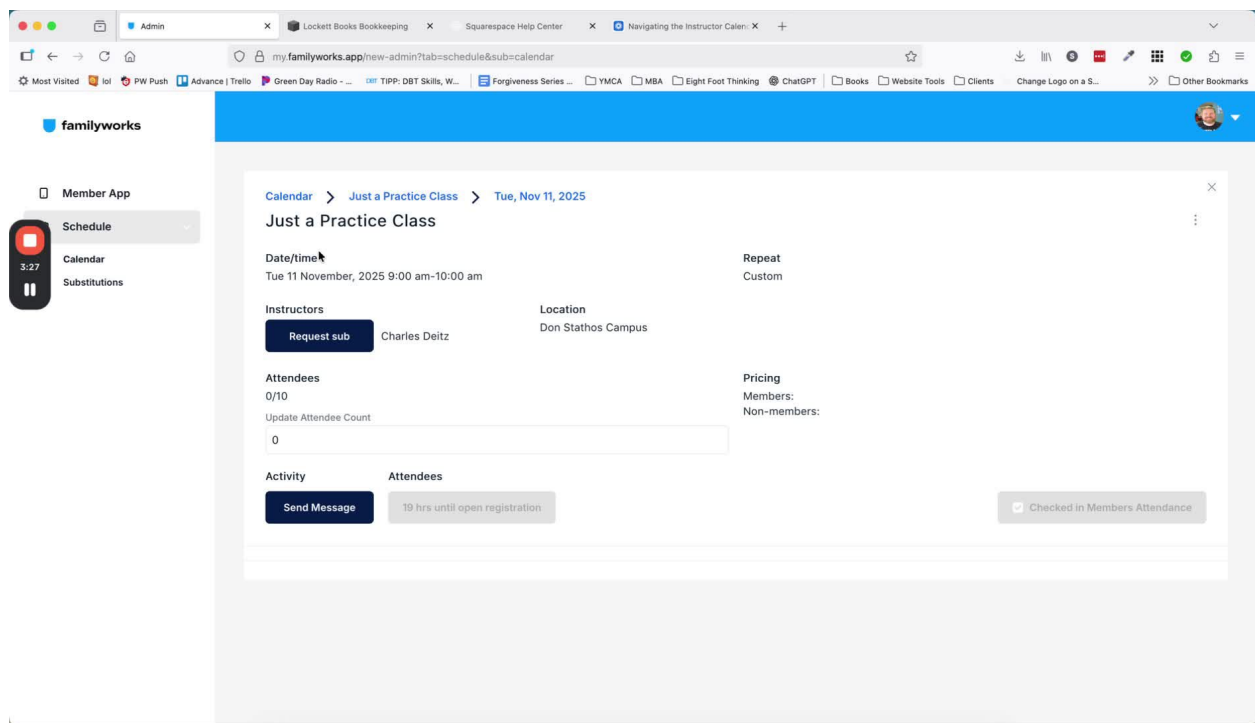 Admin
Lockett Books Bookkeeping
Squarespace Help Center
Navigating the Instructor Calen
my.familyworks.app/new-admin?tab=schedule&sub=calendar
Most Visited lol PW Push Advance | Trello Green Day Radio - ... TIPP: DBT Skills, W... Forgiveness Series ... YMCA MBA Eight Foot Thinking ChatGPT Books Website Tools Clients Change Logo on a S... Other Bookmarks
familyworks
Member App
Schedule
Calendar
Substitutions
3:27
Calendar Just a Practice Class Tue, Nov 11, 2025
Just a Practice Class
Date/time
Tue 11 November, 2025 9:00 am-10:00 am
Repeat
Custom
Instructors
Request sub Charles Deitz
Location
Don Stathos Campus
Attendees
0/10
Update Attendee Count
0
Pricing
Members:
Non-members:
Activity Attendees
Send Message 19 hrs until open registration Checked in Members Attendance